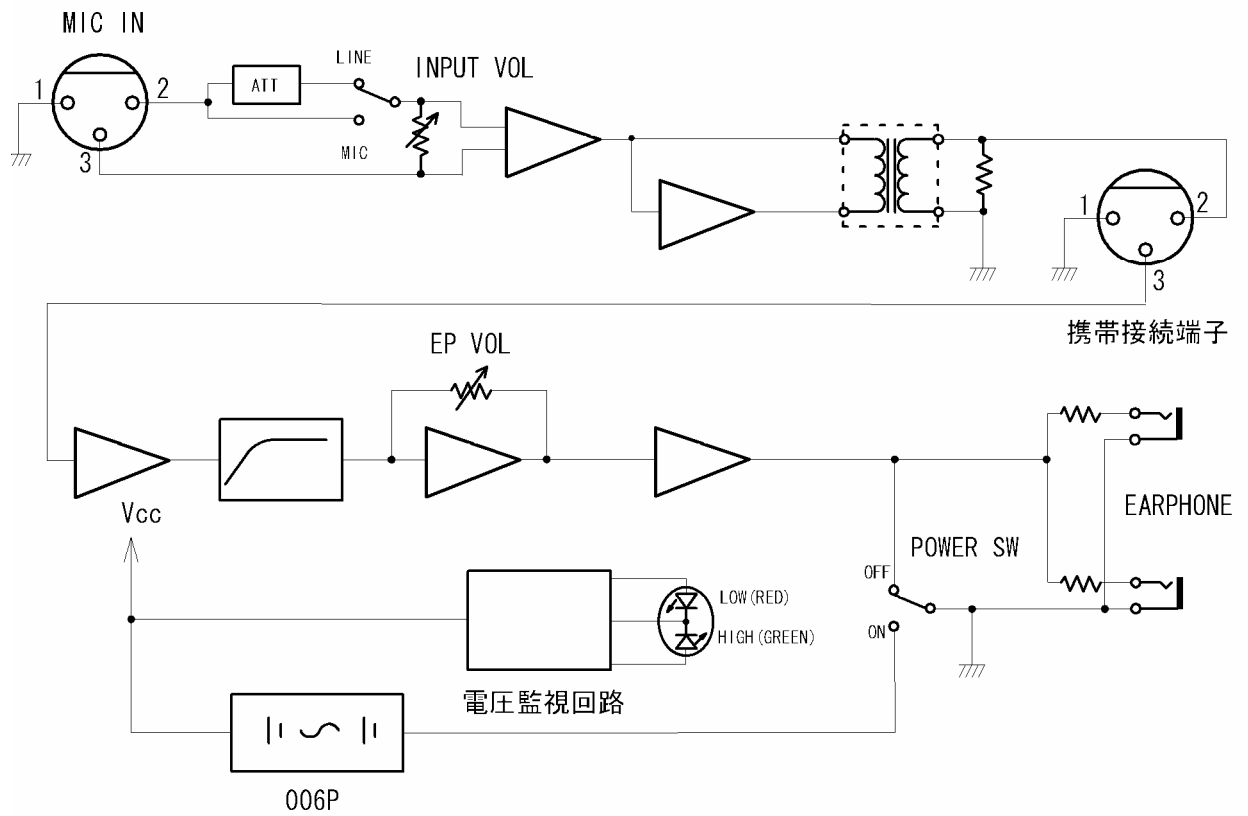 MIC IN
LINE
INPUT VOL
ATT
1
2
3
MIC
1
2
3
携帯接続端子
EP VOL
Vcc
EARPHONE
POWER SW
OFF
ON
LOW(RED)
HIGH(GREEN)
電圧監視回路
006P